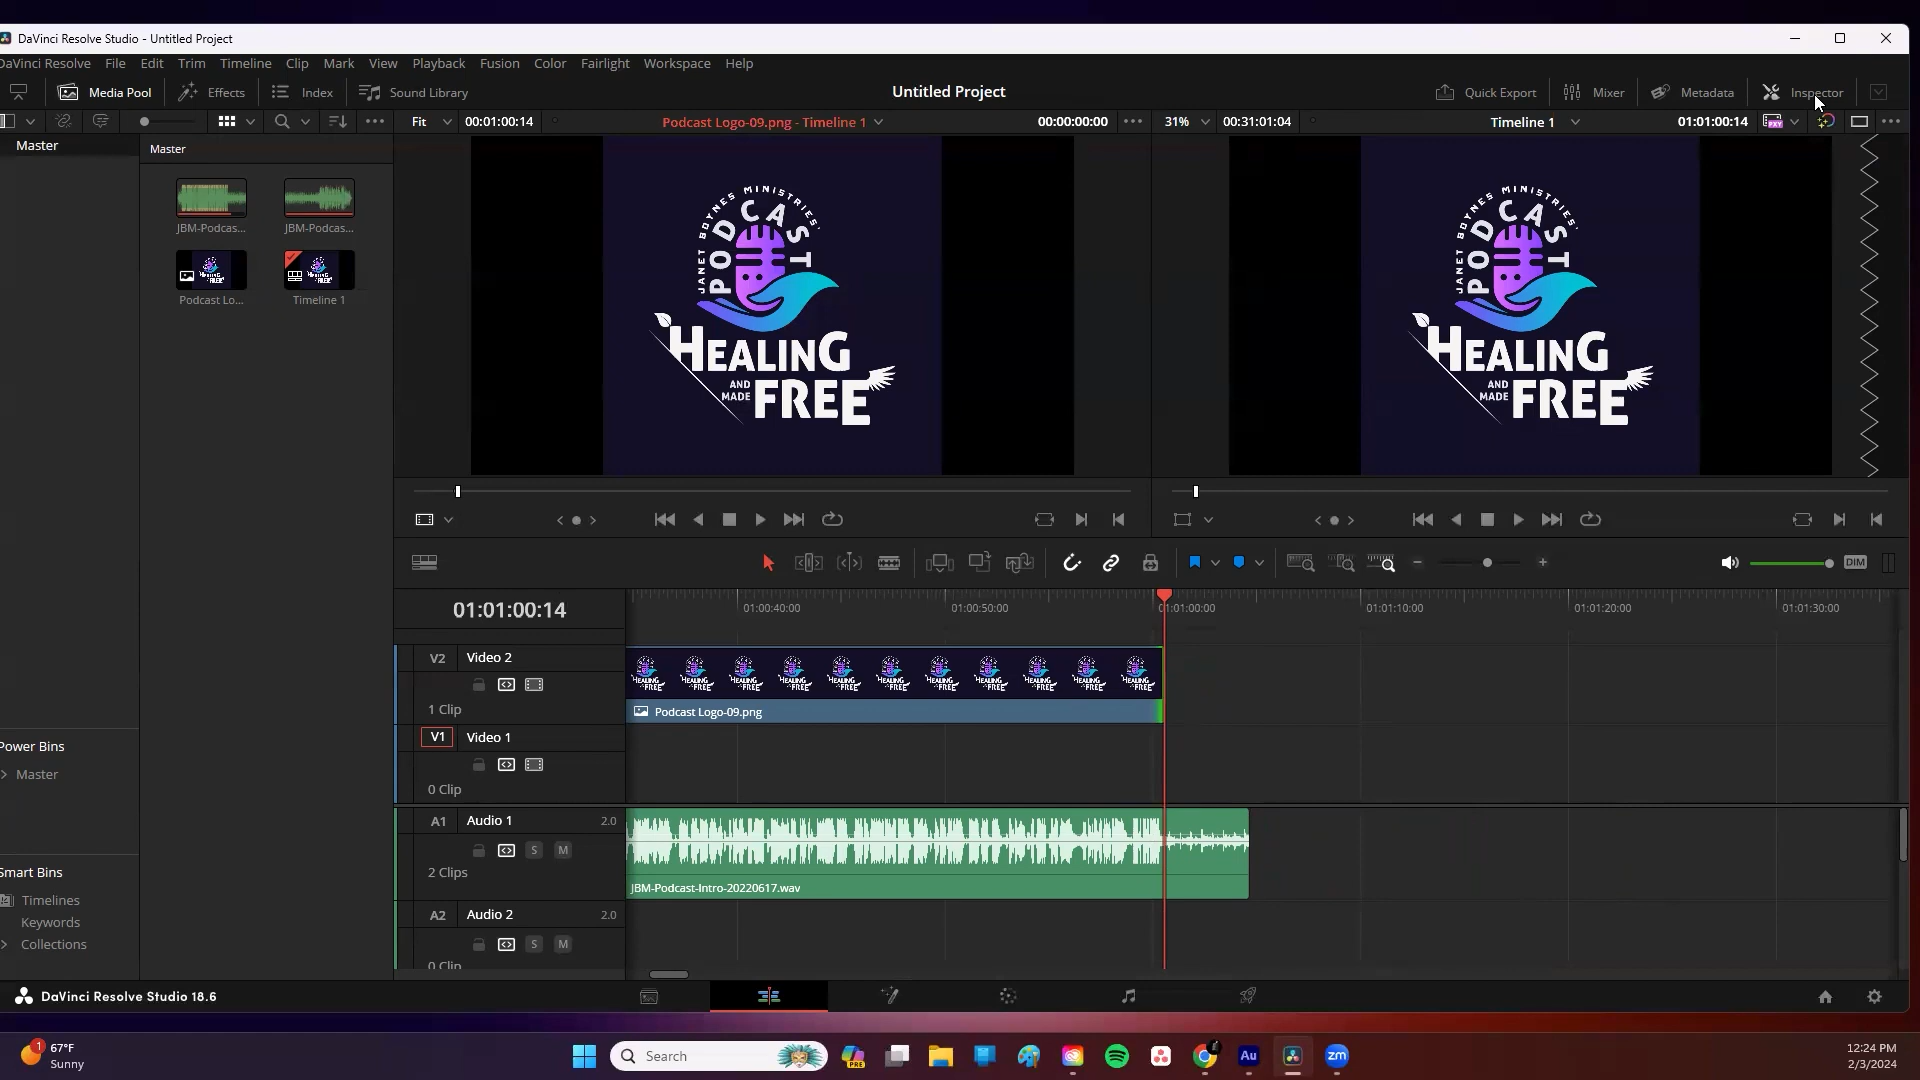 DaVinci Resolve Studio - Untitled Project
DaVinci Resolve File Edit Trim Timeline Clip Mark View Playback Fusion Color Fairlight Workspace Help
Media Pool Effects Index Sound Library Untitled Project Quick Export Mixer Metadata Inspector
Fit 00:01:00:14 Podcast Logo-09.png - Timeline 1 00:00:00:00 31% 00:31:01:04 Timeline 1 01:01:00:14
Master
Master
JBM-Podcas...
JBM-Podcas...
Podcast Lo...
Timeline 1
JANET BOYNES MINISTRIES'
PODCAST
HEALING
AND
MADE
FREE
JANET BOYNES MINISTRIES'
PODCAST
HEALING
AND
MADE
FREE
DIM
01:01:00:14
01:00:40:00 01:00:50:00 01:01:00:00 01:01:10:00 01:01:20:00 01:01:30:00
V2 Video 2
1 Clip
Podcast Logo-09.png
V1 Video 1
0 Clip
A1 Audio 1 2.0
S M
2 Clips
JBM-Podcast-Intro-20220617.wav
A2 Audio 2 2.0
S M
0 Clip
Power Bins
Master
Smart Bins
Timelines
Keywords
Collections
DaVinci Resolve Studio 18.6
1
67°F
Sunny
Search
PRE
Au
zm
12:24 PM
2/3/2024